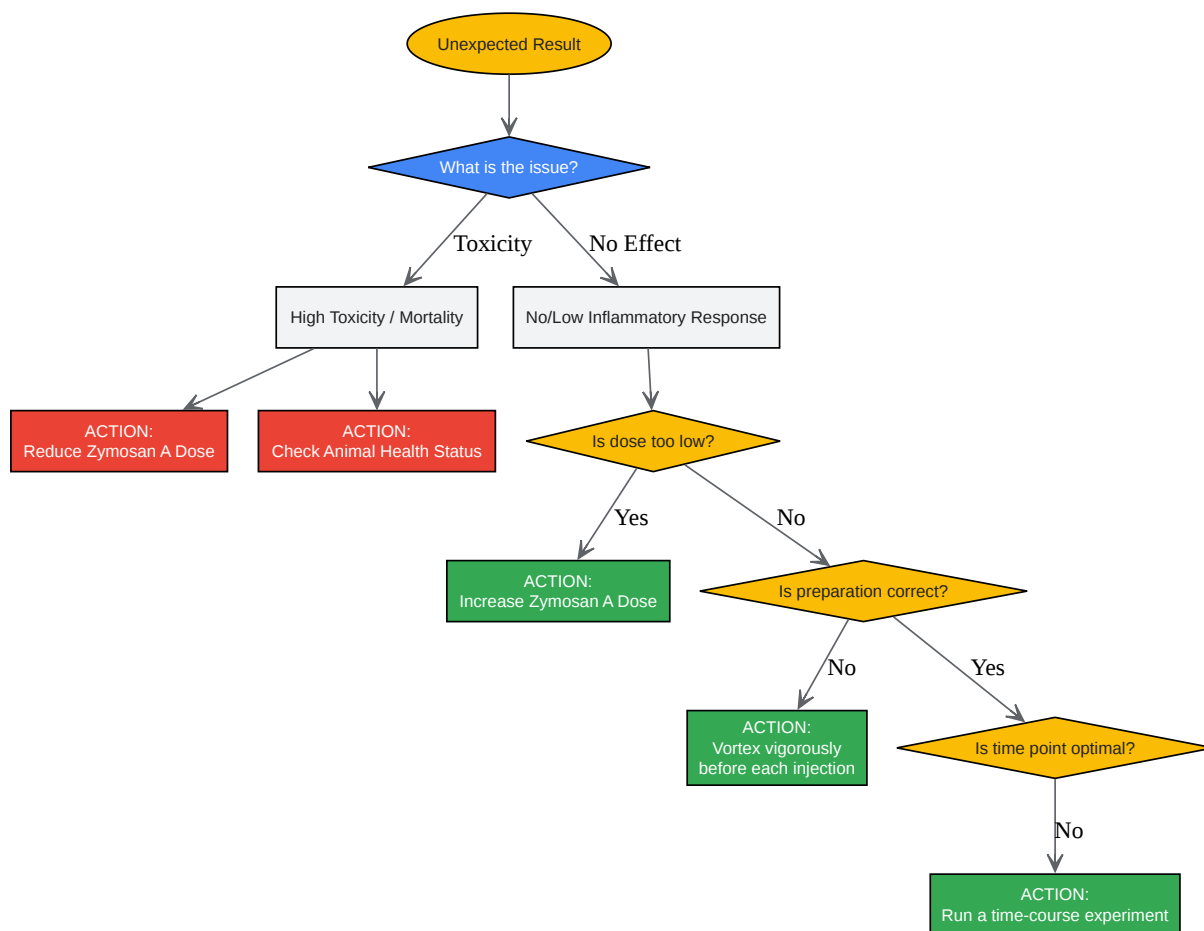 Unexpected Result
What is the issue?
Toxicity
No Effect
High Toxicity / Mortality
No/Low Inflammatory Response
ACTION:
Reduce Zymosan A Dose
ACTION:
Check Animal Health Status
Is dose too low?
Yes
No
ACTION:
Increase Zymosan A Dose
Is preparation correct?
No
Yes
ACTION:
Vortex vigorously
before each injection
Is time point optimal?
No
ACTION:
Run a time-course experiment